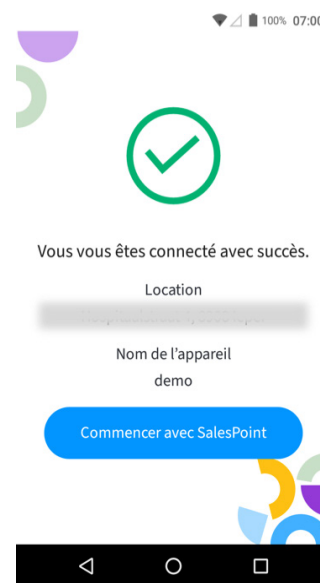 100% 07:00
Vous vous êtes connecté avec succès.
Location
Nom de l'appareil
demo
Commencer avec SalesPoint